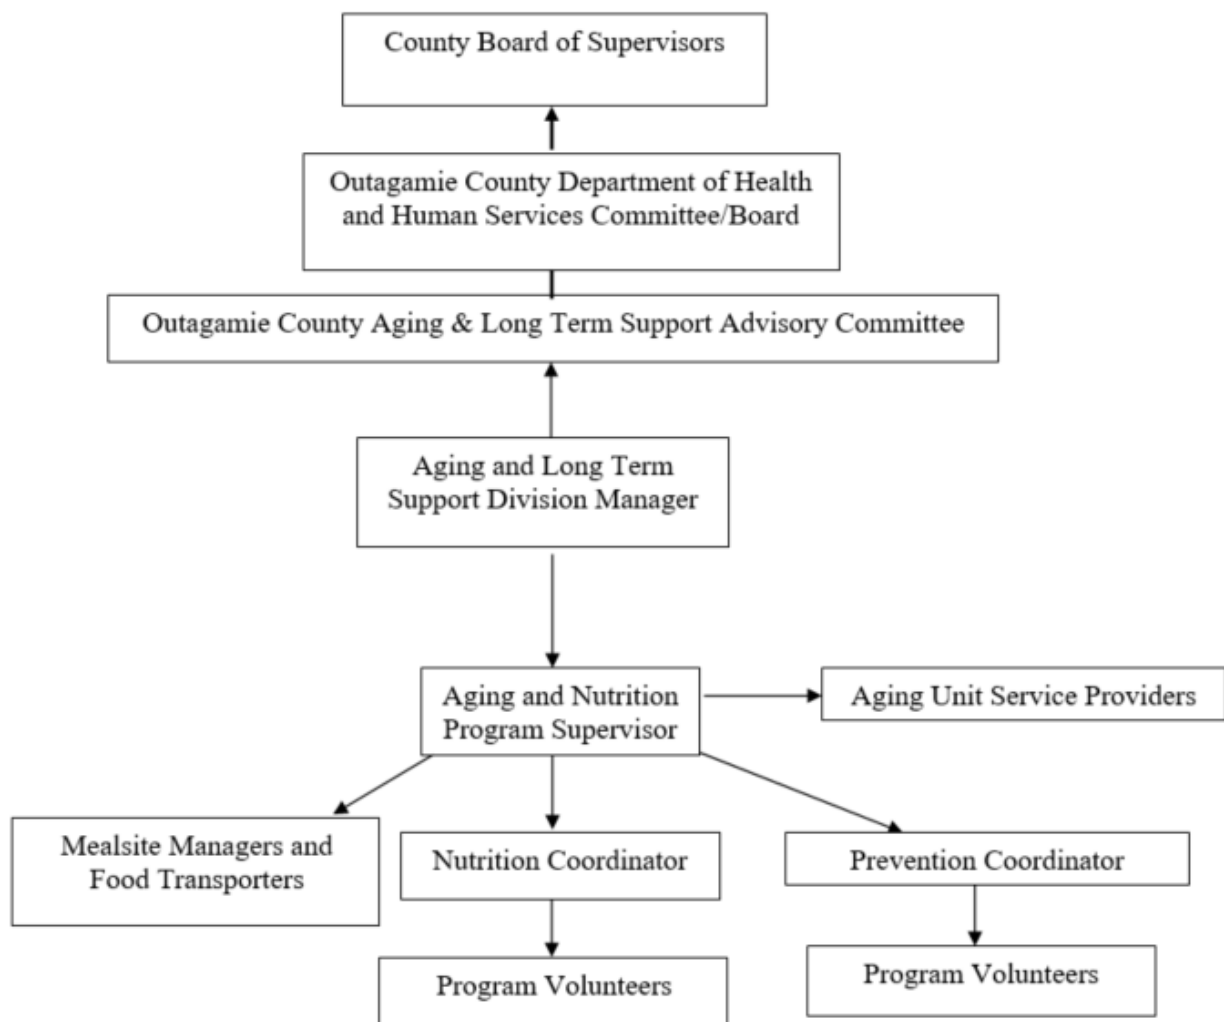 County Board of Supervisors
Outagamie County Department of Health
and Human Services Committee/Board
Outagamie County Aging & Long Term Support Advisory Committee
Aging and Long Term
Support Division Manager
Aging and Nutrition
Program Supervisor
Aging Unit Service Providers
Mealsite Managers and
Food Transporters
Nutrition Coordinator
Prevention Coordinator
Program Volunteers
Program Volunteers